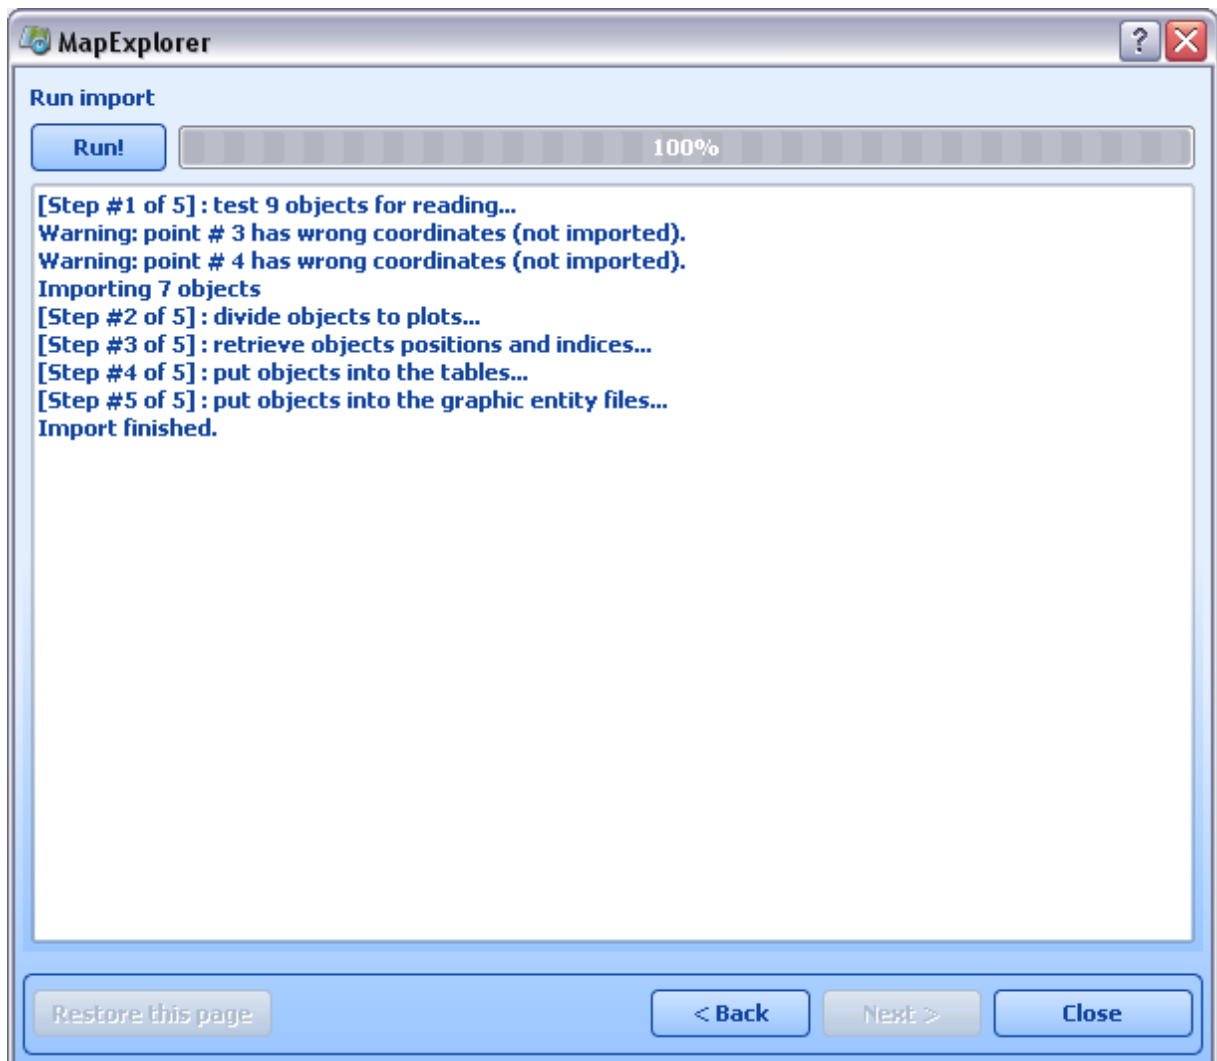 MapExplorer
?
Run import
Run!
100%
[Step #1 of 5] : test 9 objects for reading...
Warning: point # 3 has wrong coordinates (not imported).
Warning: point # 4 has wrong coordinates (not imported).
Importing 7 objects
[Step #2 of 5] : divide objects to plots...
[Step #3 of 5] : retrieve objects positions and indices...
[Step #4 of 5] : put objects into the tables...
[Step #5 of 5] : put objects into the graphic entity files...
Import finished.
Restore this page
< Back
Next >
Close